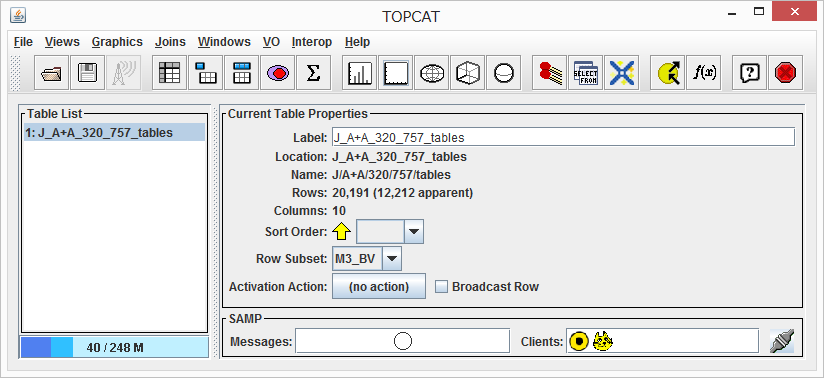 TOPCAT
File Views Graphics Joins Windows VO Interop Help
Σ SELECT FROM f(x) ?
Table List
1: J_A+A_320_757_tables
40 / 248 M
Current Table Properties
Label: J_A+A_320_757_tables
Location: J_A+A_320_757_tables
Name: J/A+A/320/757/tables
Rows: 20,191 (12,212 apparent)
Columns: 10
Sort Order:
Row Subset: M3_BV
Activation Action: (no action) Broadcast Row
SAMP
Messages: Clients: